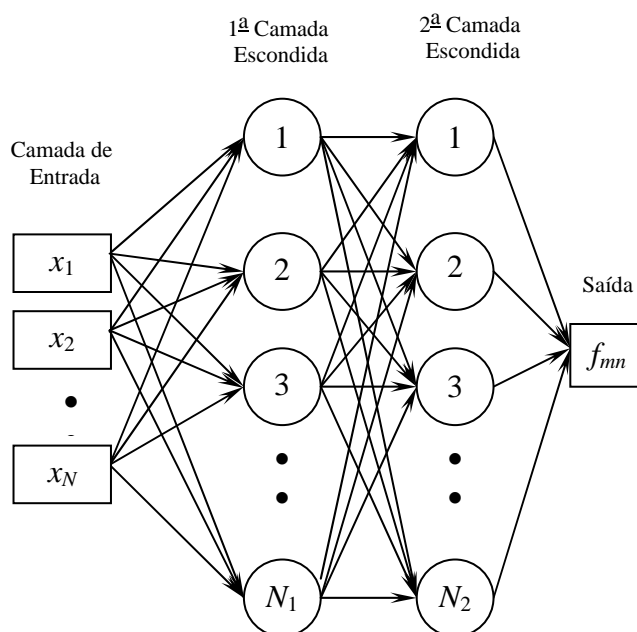 1ª Camada
Escondida
2ª Camada
Escondida
Camada de
Entrada
Saída
x1
x2
xN
1
2
3
N1
1
2
3
N2
fmn